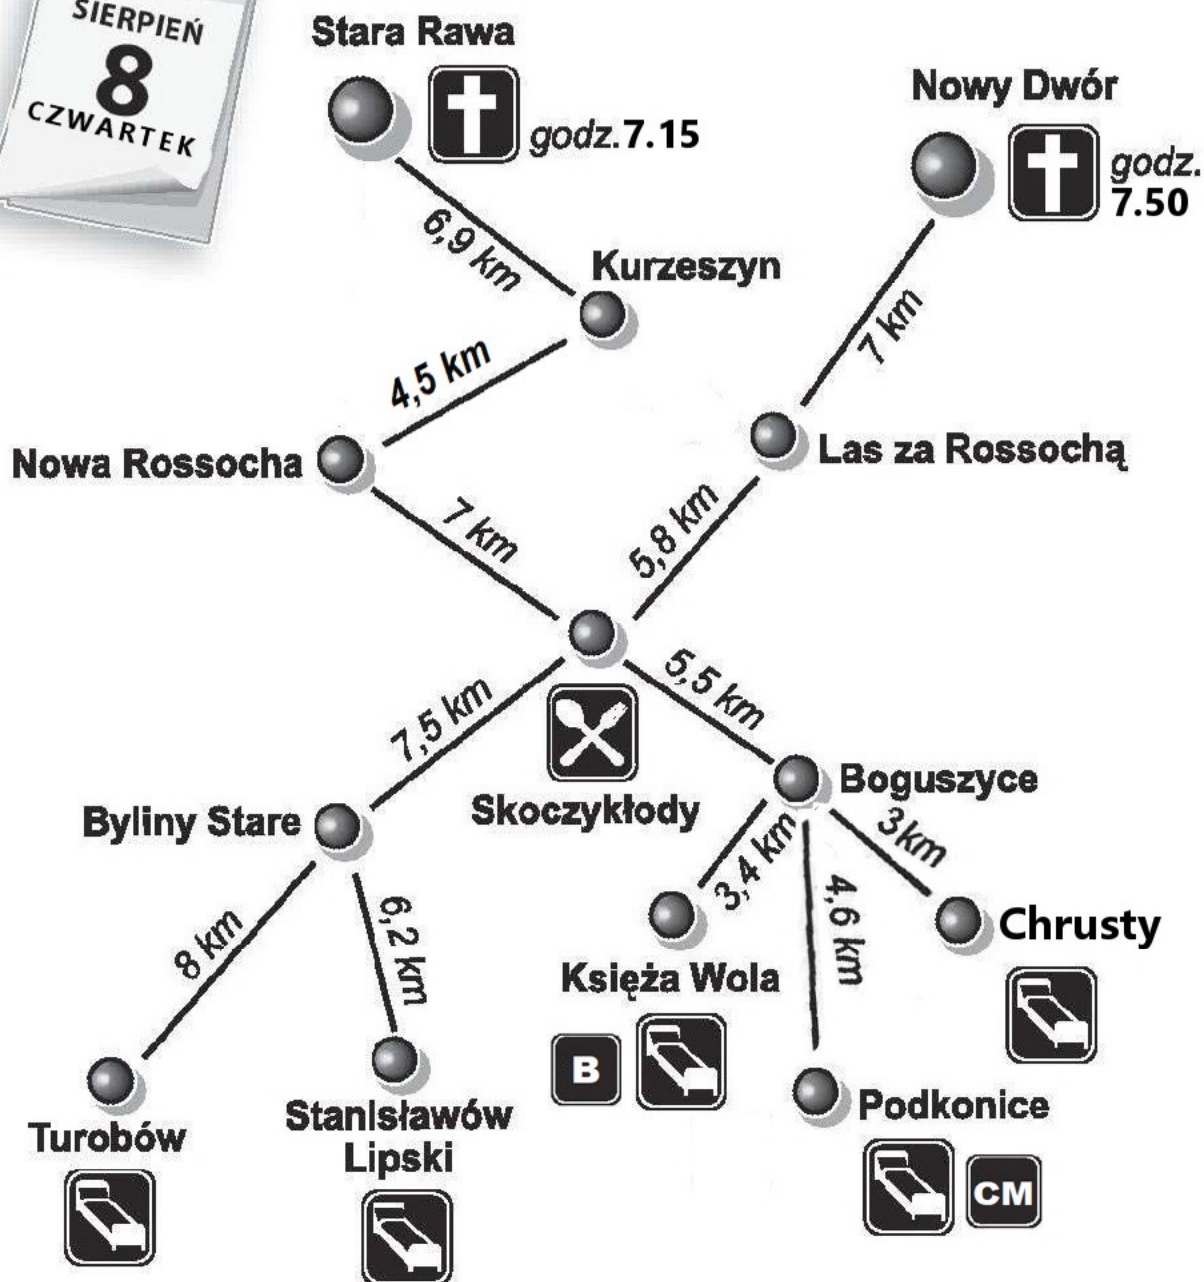 SIERPIEŃ
8
CZWARTEK
Stara Rawa
godz. 7.15
Nowy Dwór
godz.
7.50
6,9 km
Kurzeszyn
4,5 km
7 km
Nowa Rossocha
Las za Rossochą
7 km
5,8 km
7,5 km
5,5 km
Skoczykłody
Boguszyce
Byliny Stare
3,4 km
3 km
4,6 km
8 km
6,2 km
Chrusty
Księża Wola
B
Turobów
Stanisławów
Lipski
Podkonice
CM